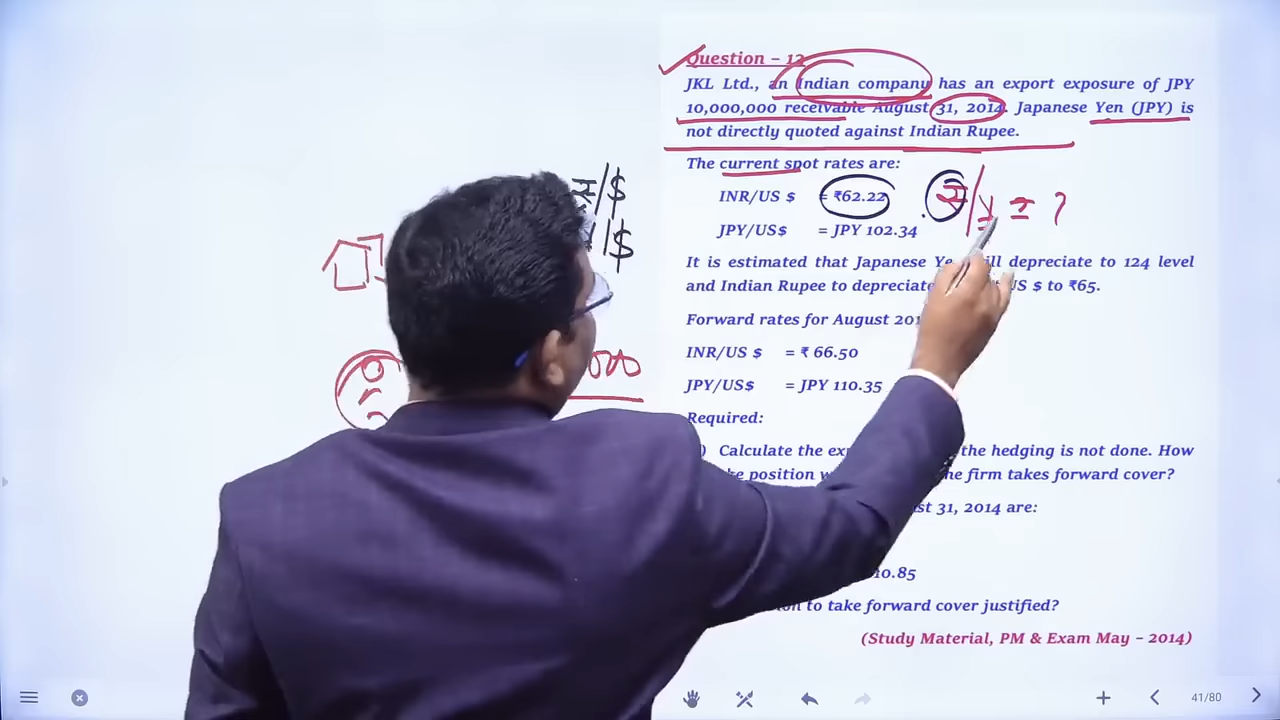 Question – 12
JKL Ltd., an Indian company has an export exposure of JPY
10,000,000 receivable August 31, 2014. Japanese Yen (JPY) is
not directly quoted against Indian Rupee.
The current spot rates are:
INR/US $ = ₹62.22
₹/¥ = ?
₹/$
/$
JPY/US$ = JPY 102.34
It is estimated that Japanese will depreciate to 124 level
and Indian Rupee to depreciate US $ to ₹65.
Forward rates for August
INR/US $ = ₹ 66.50
JPY/US$ = JPY 110.35
Required:
Calculate the the hedging is not done. How
position firm takes forward cover?
31, 2014 are:
to take forward cover justified?
(Study Material, PM & Exam May – 2014)
41/80